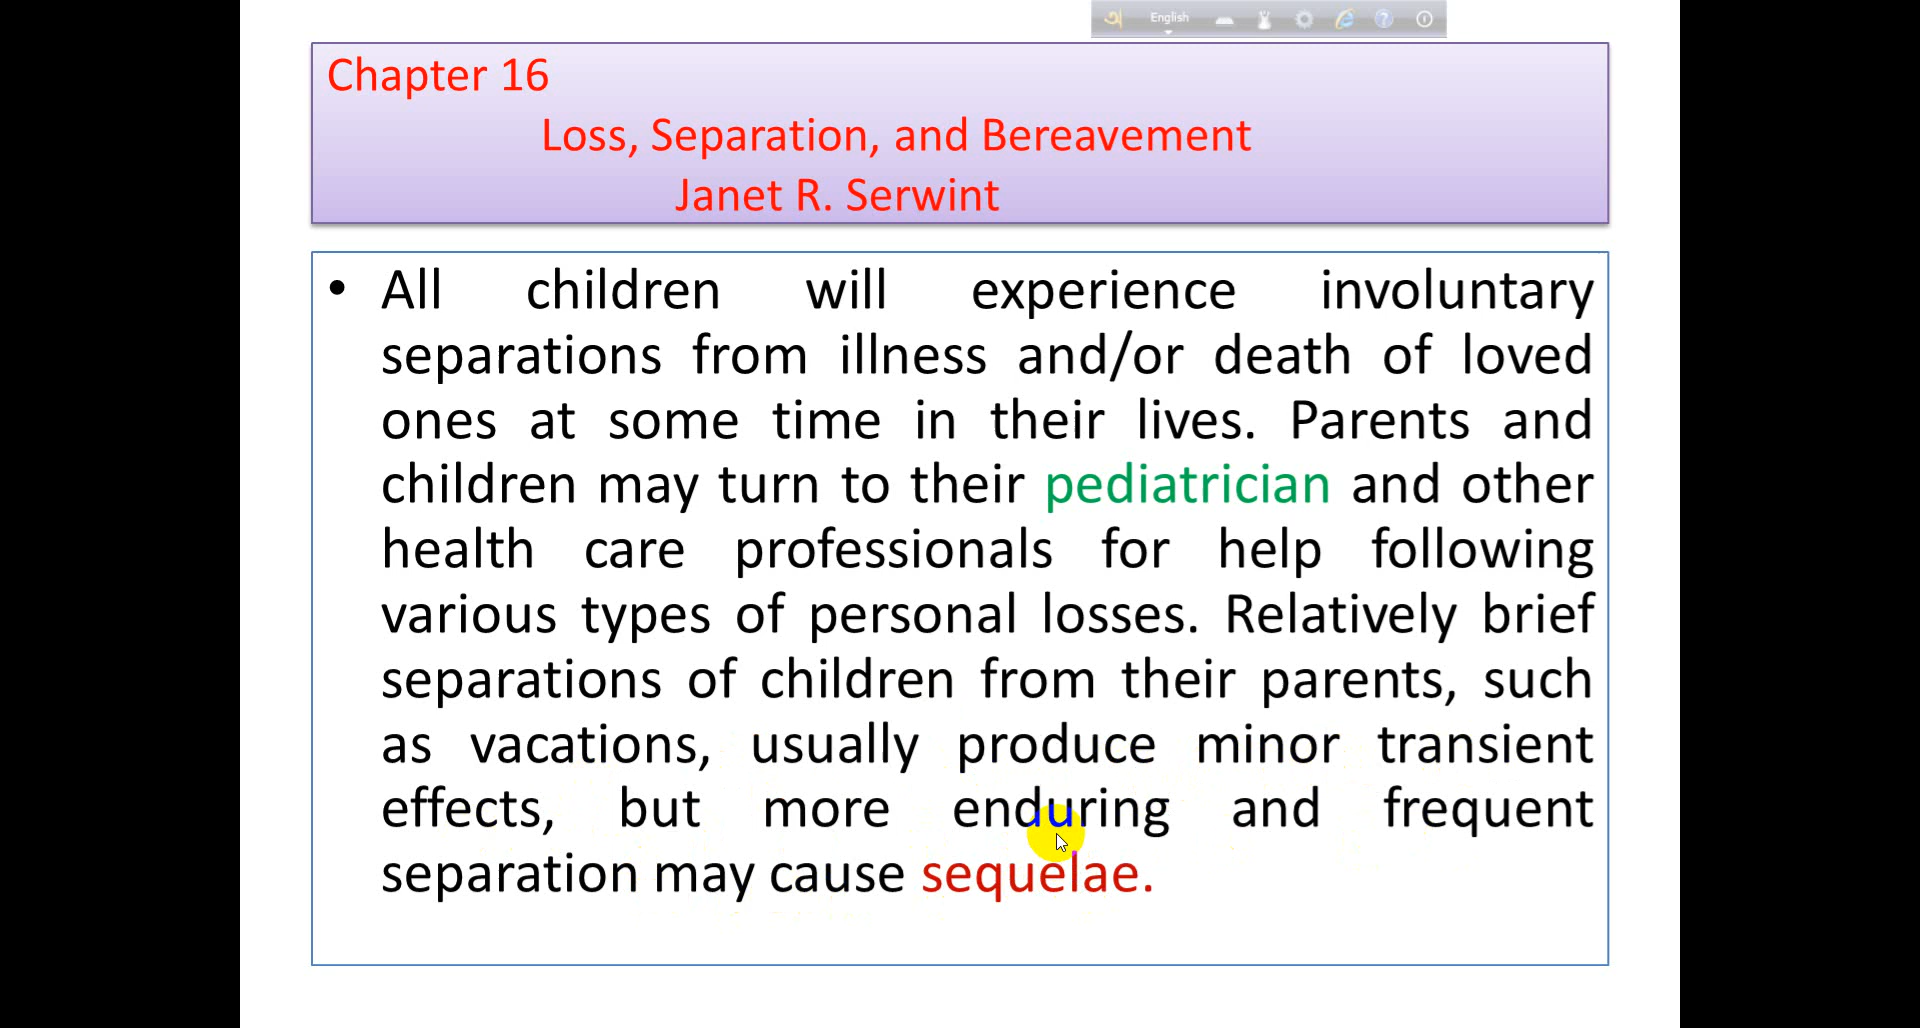 অ English
Chapter 16
Loss, Separation, and Bereavement
Janet R. Serwint
• All children will experience involuntary
separations from illness and/or death of loved
ones at some time in their lives. Parents and
children may turn to their pediatrician and other
health care professionals for help following
various types of personal losses. Relatively brief
separations of children from their parents, such
as vacations, usually produce minor transient
effects, but more enduring and frequent
separation may cause sequelae.